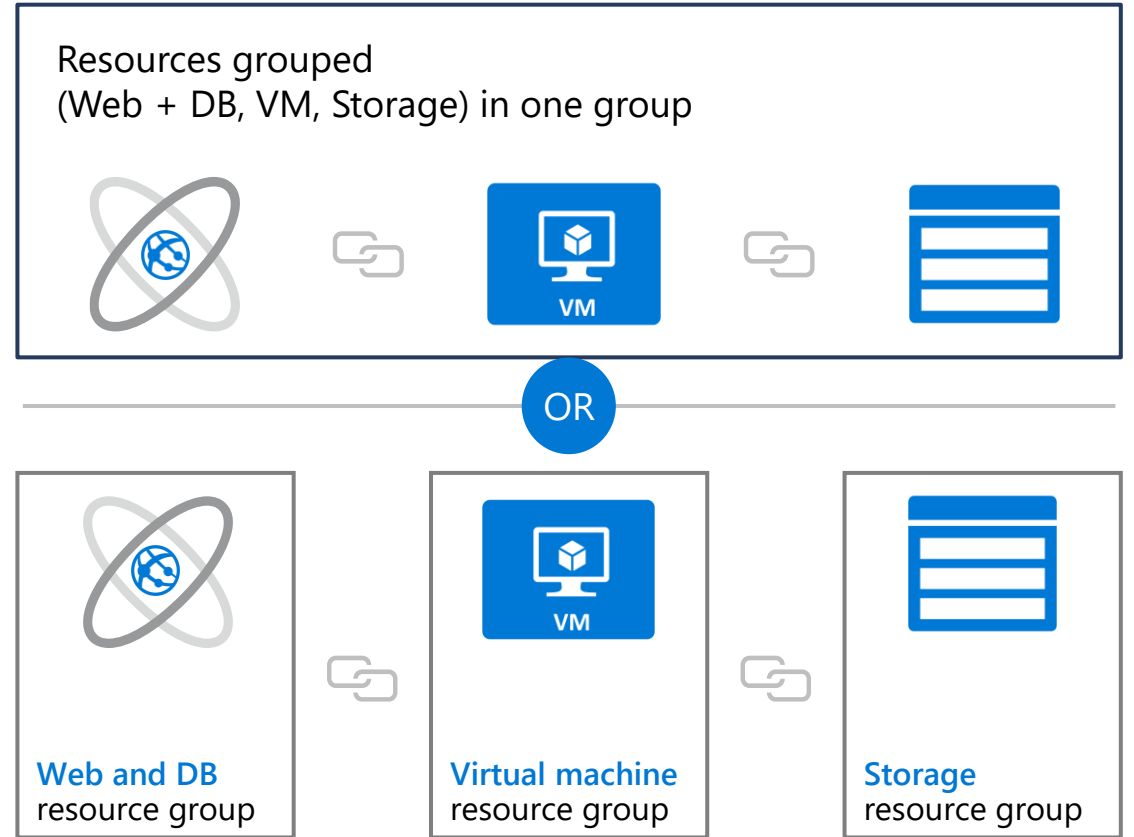 Resources grouped
(Web + DB, VM, Storage) in one group
VM
OR
VM
Web and DB
resource group
Virtual machine
resource group
Storage
resource group